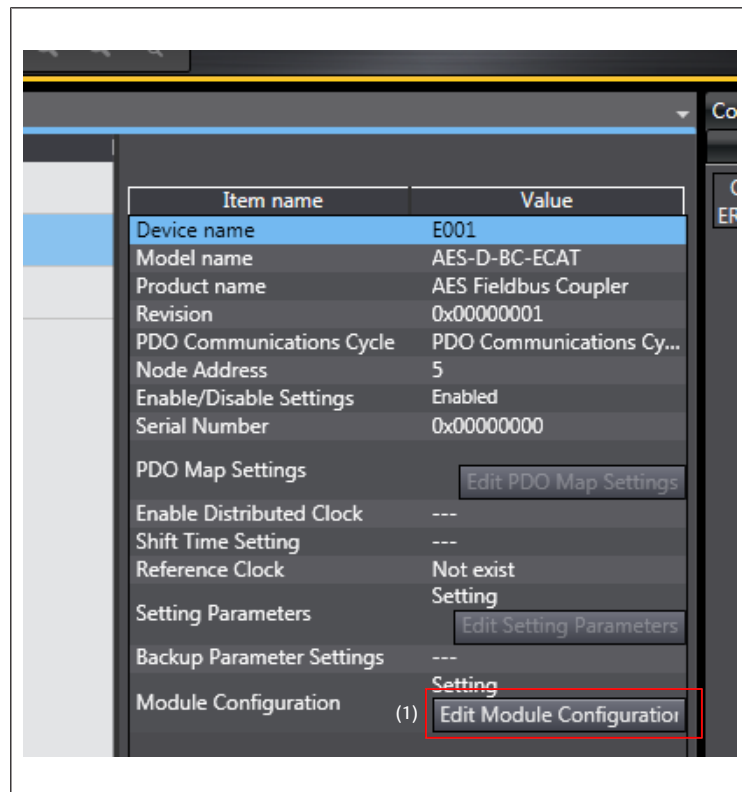 Co
Item name Value
ER
Device name E001
Model name AES-D-BC-ECAT
Product name AES Fieldbus Coupler
Revision 0x00000001
PDO Communications Cycle PDO Communications Cy...
Node Address 5
Enable/Disable Settings Enabled
Serial Number 0x00000000
PDO Map Settings Edit PDO Map Settings
Enable Distributed Clock ---
Shift Time Setting ---
Reference Clock Not exist
Setting
Setting Parameters Edit Setting Parameters
Backup Parameter Settings ---
Setting
Module Configuration (1) Edit Module Configuration